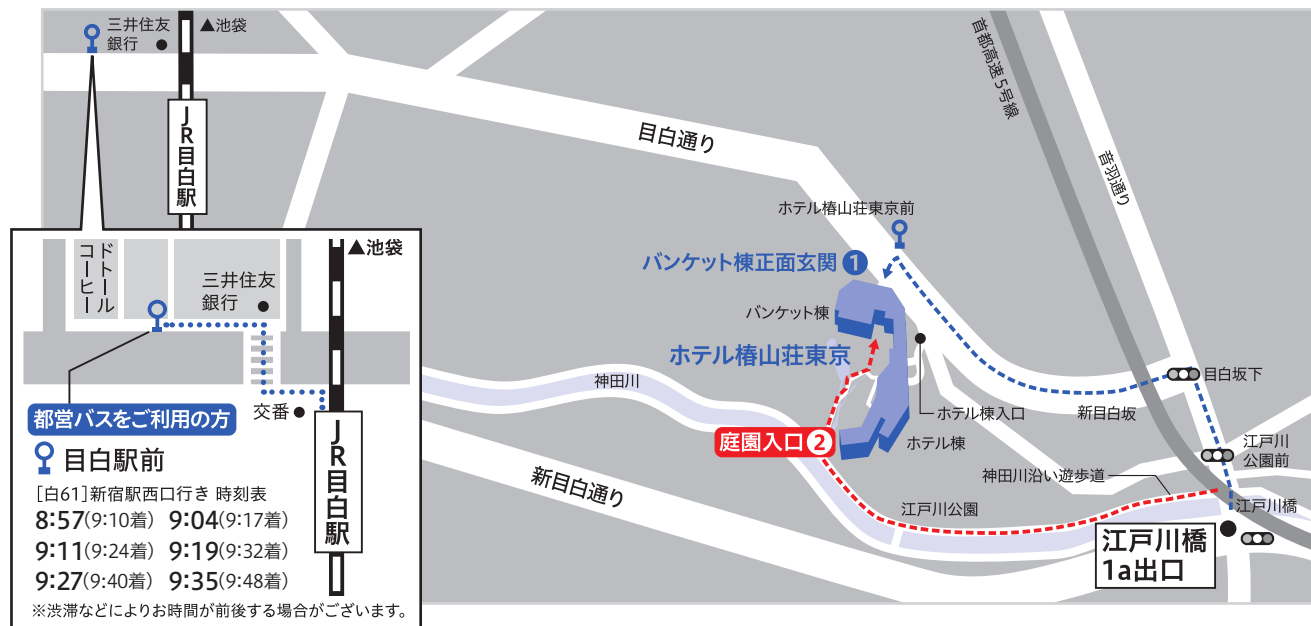 三井住友
銀行
▲池袋
JR目白駅
目白通り
首都高速5号線
音羽通り
ホテル椿山荘東京前
バンケット棟正面玄関 1
バンケット棟
ホテル椿山荘東京
神田川
ホテル棟入口
ホテル棟
庭園入口 2
新目白坂
目白坂下
江戸川
公園前
神田川沿い遊歩道
江戸川橋
江戸川公園
新目白通り
江戸川橋
1a出口
ドトール
コーヒー
三井住友
銀行
▲池袋
交番
JR目白駅
都営バスをご利用の方
目白駅前
[白61]新宿駅西口行き 時刻表
8:57(9:10着) 9:04(9:17着)
9:11(9:24着) 9:19(9:32着)
9:27(9:40着) 9:35(9:48着)
※渋滞などによりお時間が前後する場合がございます。